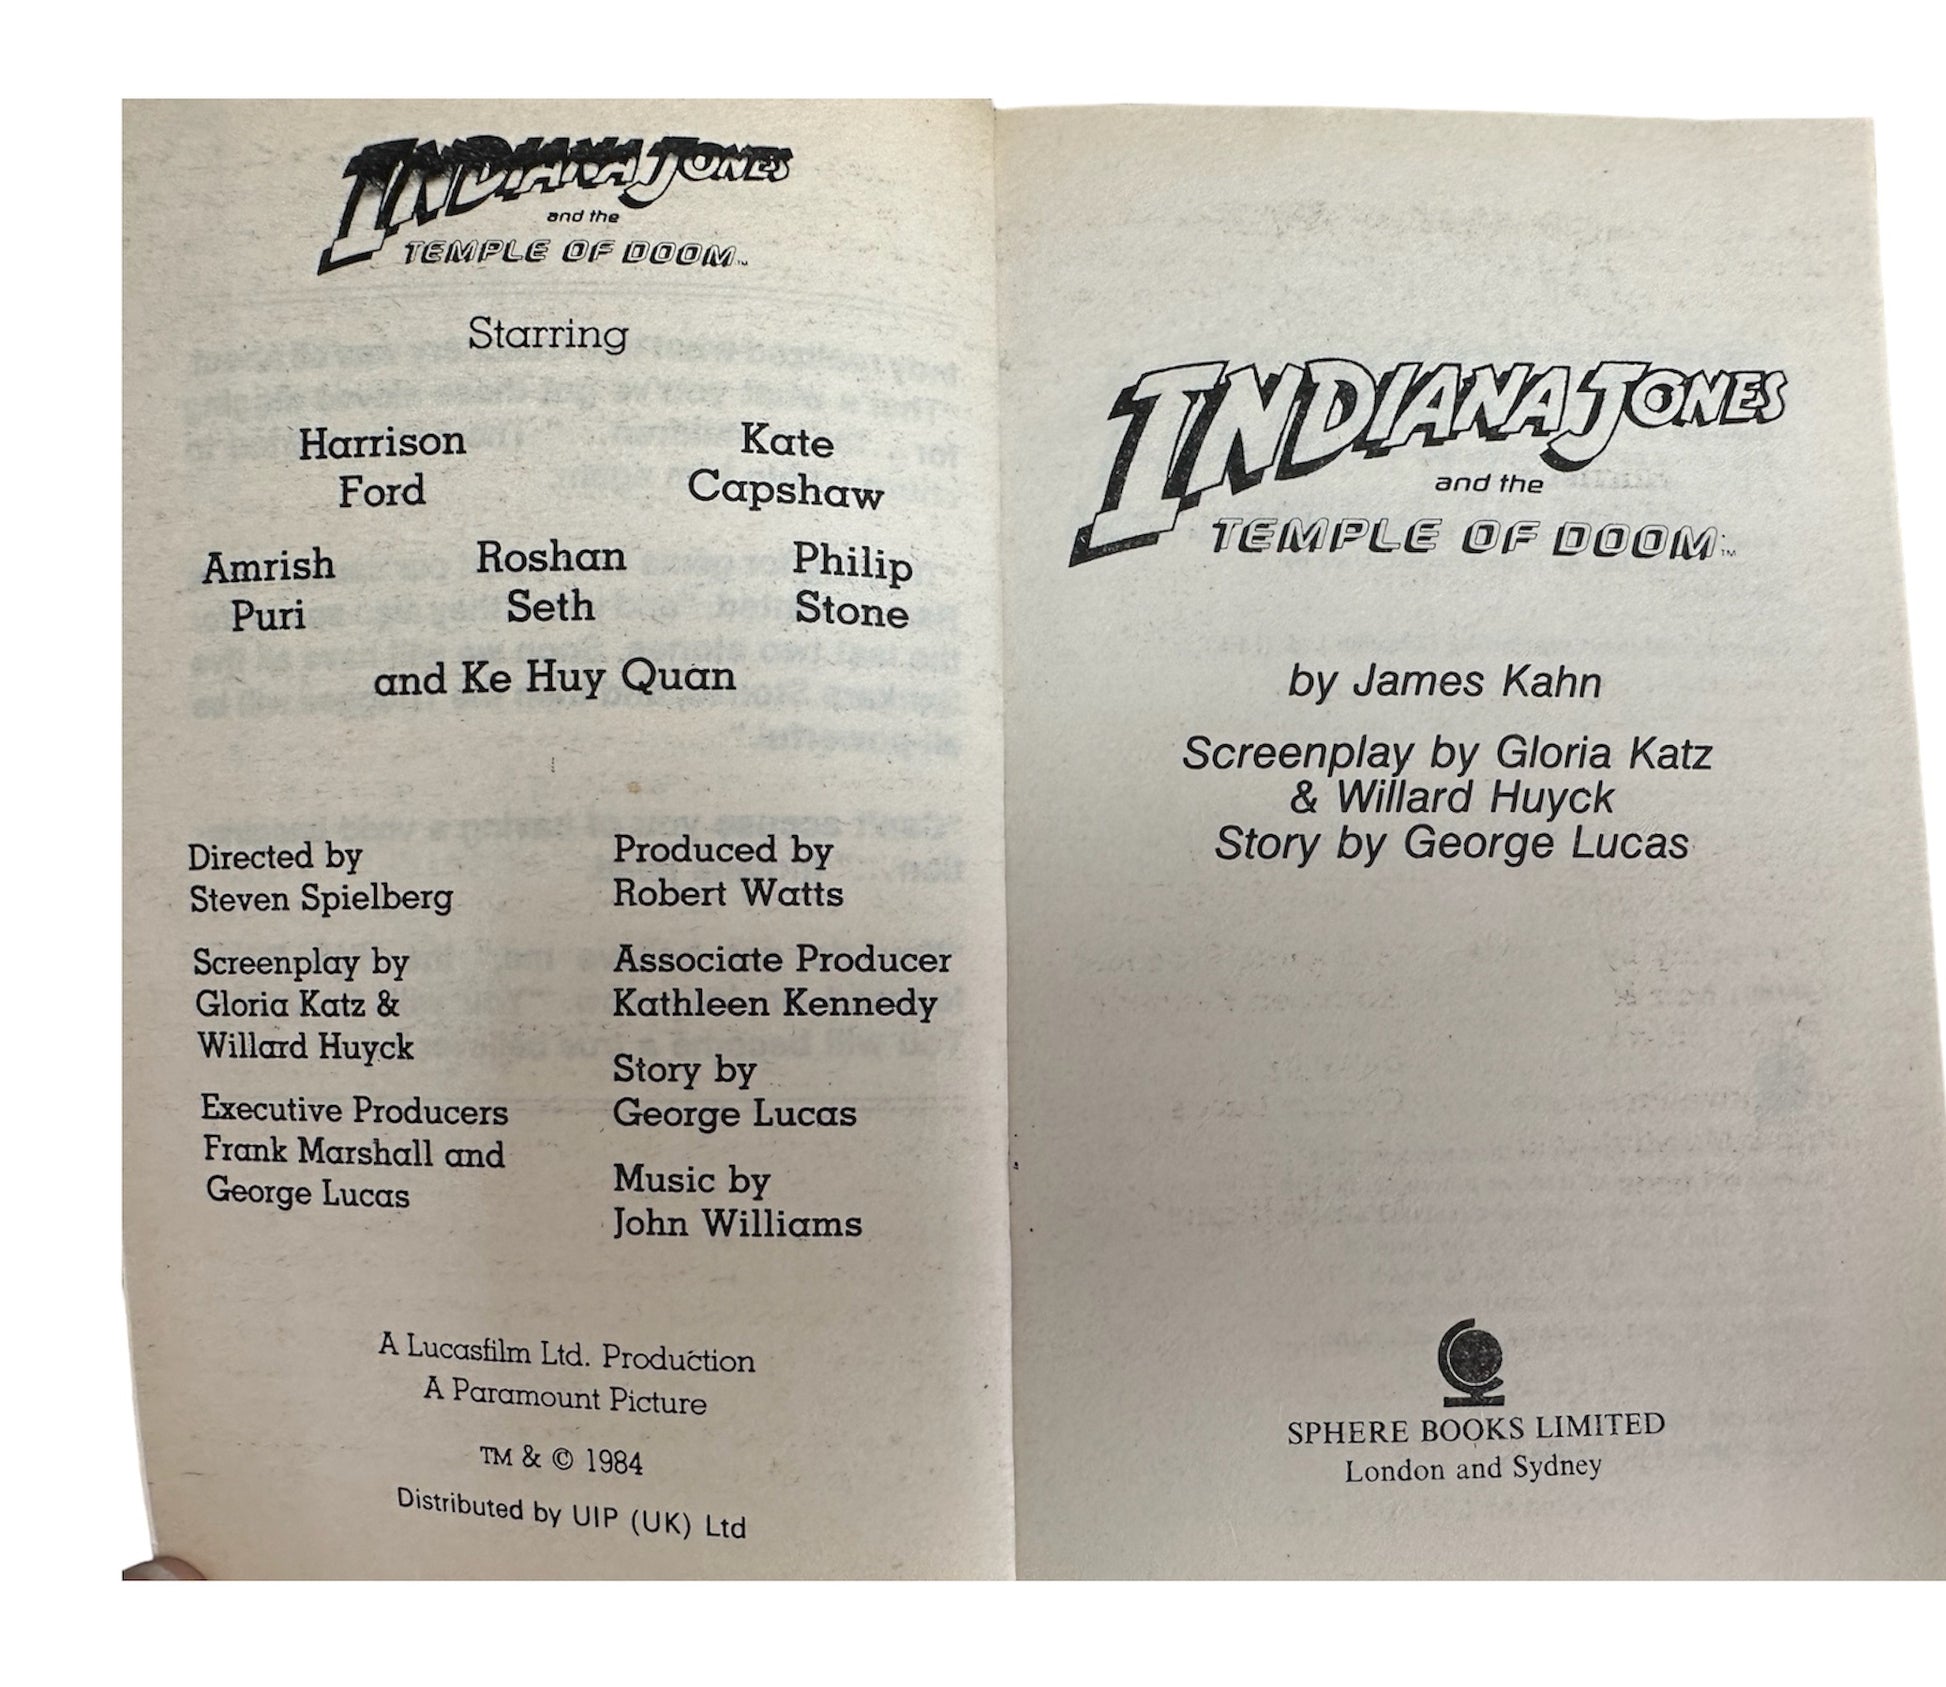 INDIANA JONES
and the
TEMPLE OF DOOM™
Starring
Harrison
Ford
Kate
Capshaw
Amrish
Puri
Roshan
Seth
Philip
Stone
and Ke Huy Quan
Directed by
Steven Spielberg
Screenplay by
Gloria Katz &
Willard Huyck
Executive Producers
Frank Marshall and
George Lucas
Produced by
Robert Watts
Associate Producer
Kathleen Kennedy
Story by
George Lucas
Music by
John Williams
A Lucasfilm Ltd. Production
A Paramount Picture
TM & © 1984
Distributed by UIP (UK) Ltd
INDIANA JONES
and the
TEMPLE OF DOOM™
by James Kahn
Screenplay by Gloria Katz
& Willard Huyck
Story by George Lucas
SPHERE BOOKS LIMITED
London and Sydney